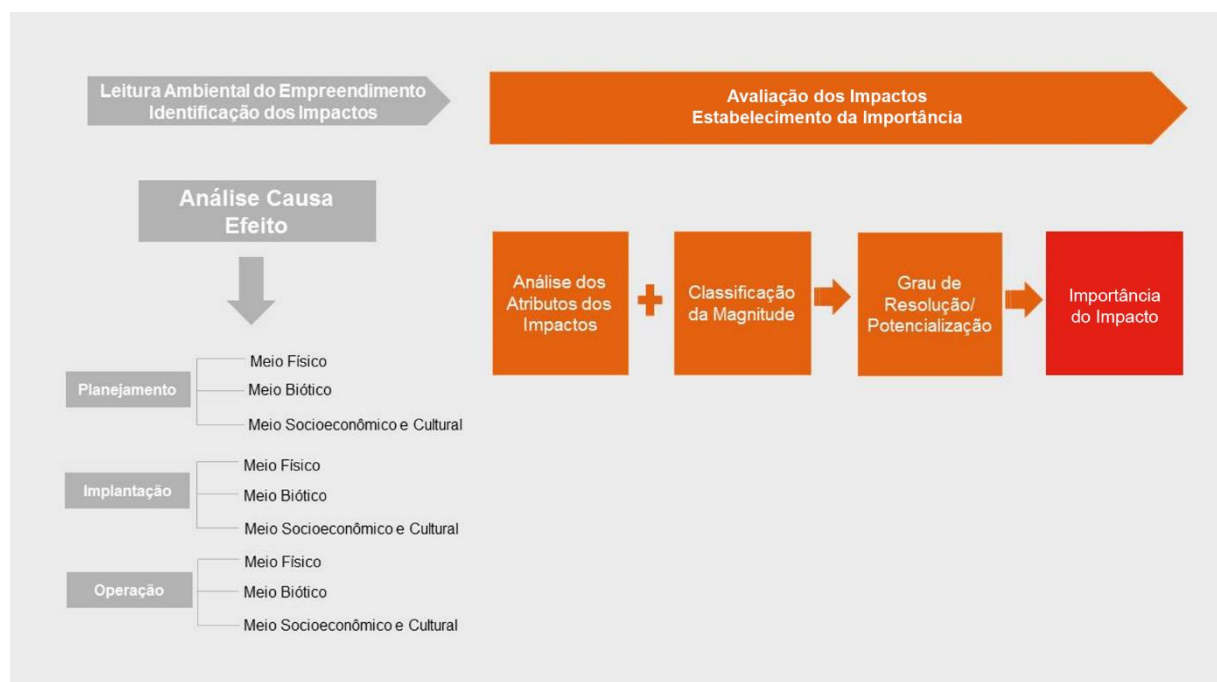 Leitura Ambiental do Empreendimento
Identificação dos Impactos
Avaliação dos Impactos
Estabelecimento da Importância
Análise Causa
Efeito
Análise dos
Atributos dos
Impactos
Classificação
da Magnitude
Grau de
Resolução/
Potencialização
Importância
do Impacto
Planejamento
Meio Físico
Meio Biótico
Meio Socioeconômico e Cultural
Implantação
Meio Físico
Meio Biótico
Meio Socioeconômico e Cultural
Operação
Meio Físico
Meio Biótico
Meio Socioeconômico e Cultural